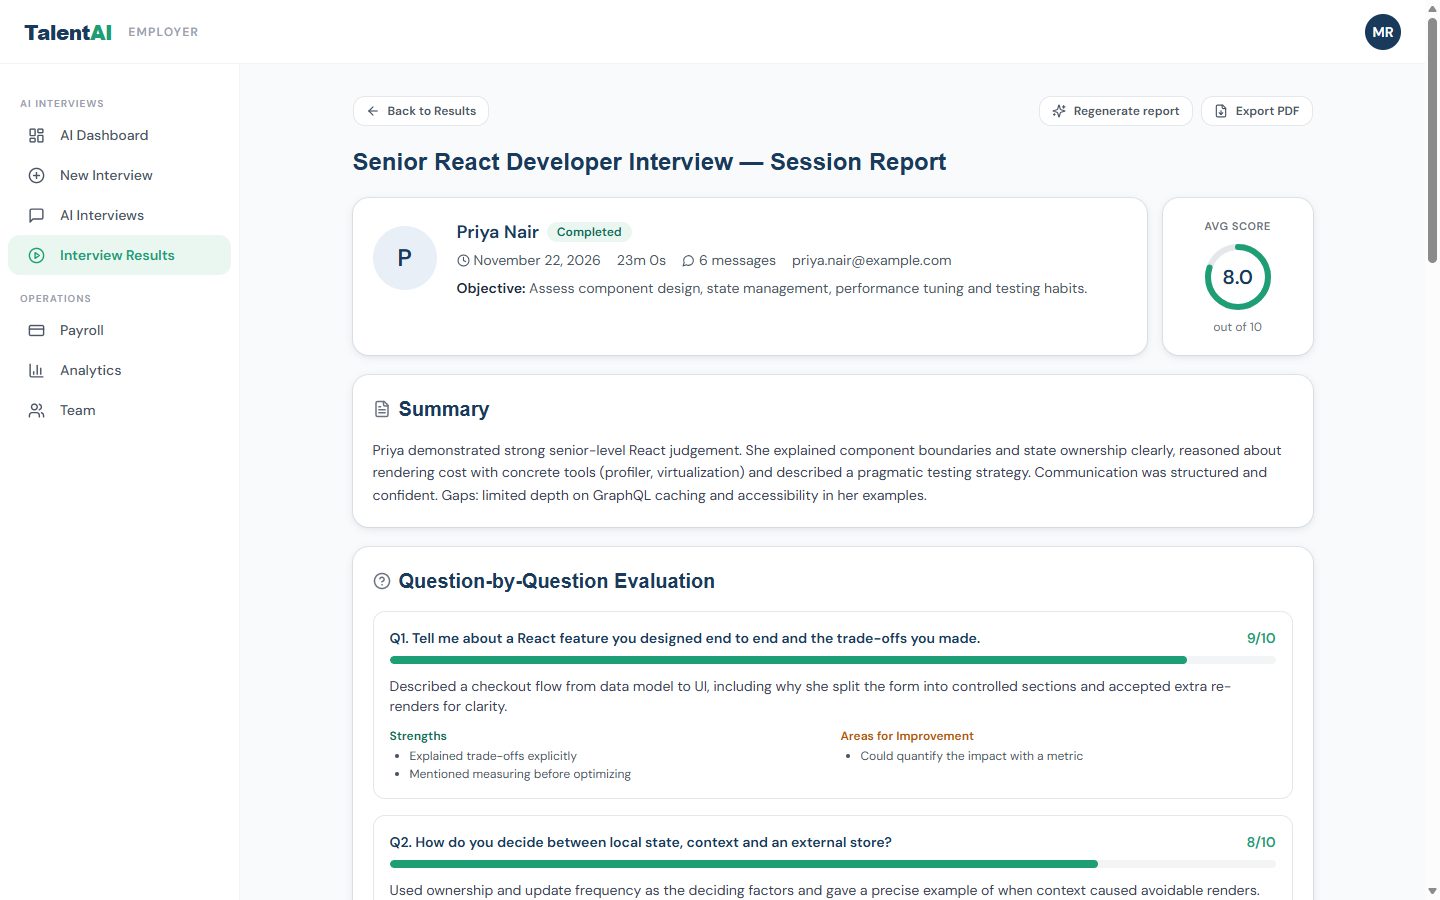 TalentAI EMPLOYER
MR
AI INTERVIEWS
AI Dashboard
New Interview
AI Interviews
Interview Results
OPERATIONS
Payroll
Analytics
Team
Back to Results
Regenerate report
Export PDF
Senior React Developer Interview — Session Report
P
Priya Nair Completed
November 22, 2026 23m 0s 6 messages priya.nair@example.com
Objective: Assess component design, state management, performance tuning and testing habits.
AVG SCORE
8.0
out of 10
Summary
Priya demonstrated strong senior-level React judgement. She explained component boundaries and state ownership clearly, reasoned about
rendering cost with concrete tools (profiler, virtualization) and described a pragmatic testing strategy. Communication was structured and
confident. Gaps: limited depth on GraphQL caching and accessibility in her examples.
Question-by-Question Evaluation
Q1. Tell me about a React feature you designed end to end and the trade-offs you made. 9/10
Described a checkout flow from data model to UI, including why she split the form into controlled sections and accepted extra re-
renders for clarity.
Strengths
• Explained trade-offs explicitly
• Mentioned measuring before optimizing
Areas for Improvement
• Could quantify the impact with a metric
Q2. How do you decide between local state, context and an external store? 8/10
Used ownership and update frequency as the deciding factors and gave a precise example of when context caused avoidable renders.